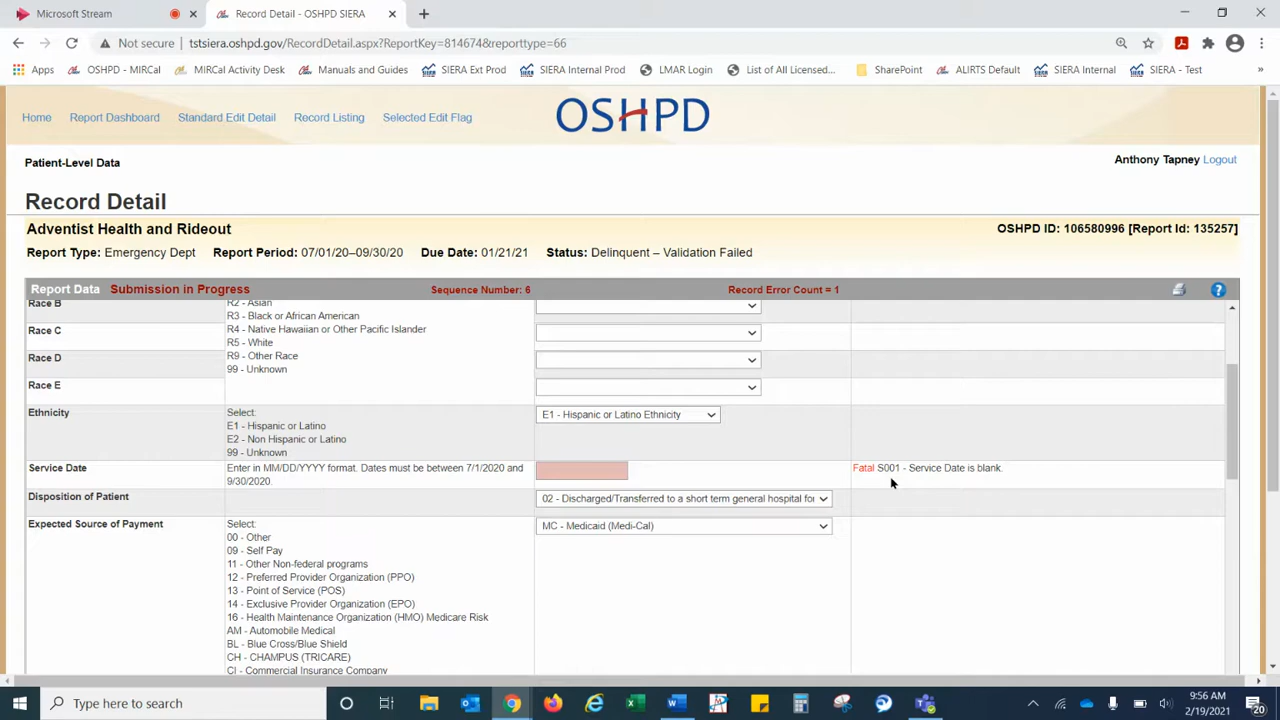 Microsoft Stream
Record Detail - OSHPD SIERA
Not secure
tstsiera.oshpd.gov/RecordDetail.aspx?ReportKey=814674&reporttype=66
Apps
OSHPD - MIRCal
MIRCal Activity Desk
Manuals and Guides
SIERA Ext Prod
SIERA Internal Prod
LMAR Login
List of All Licensed...
SharePoint
ALIRTS Default
SIERA Internal
SIERA - Test
»
Home
Report Dashboard
Standard Edit Detail
Record Listing
Selected Edit Flag
OSHPD
Patient-Level Data
Anthony Tapney Logout
Record Detail
Adventist Health and Rideout
OSHPD ID: 106580996 [Report Id: 135257]
Report Type: Emergency Dept Report Period: 07/01/20–09/30/20 Due Date: 01/21/21 Status: Delinquent – Validation Failed
Report Data Submission in Progress Sequence Number: 6 Record Error Count = 1
Race B
R2 - Asian
R3 - Black or African American
Race C
R4 - Native Hawaiian or Other Pacific Islander
R5 - White
Race D
R9 - Other Race
99 - Unknown
Race E
Ethnicity
Select:
E1 - Hispanic or Latino
E2 - Non Hispanic or Latino
99 - Unknown
E1 - Hispanic or Latino Ethnicity
Service Date
Enter in MM/DD/YYYY format. Dates must be between 7/1/2020 and
9/30/2020.
Fatal S001 - Service Date is blank.
Disposition of Patient
02 - Discharged/Transferred to a short term general hospital for
Expected Source of Payment
Select:
00 - Other
09 - Self Pay
11 - Other Non-federal programs
12 - Preferred Provider Organization (PPO)
13 - Point of Service (POS)
14 - Exclusive Provider Organization (EPO)
16 - Health Maintenance Organization (HMO) Medicare Risk
AM - Automobile Medical
BL - Blue Cross/Blue Shield
CH - CHAMPUS (TRICARE)
CI - Commercial Insurance Company
MC - Medicaid (Medi-Cal)
Type here to search
9:56 AM
2/19/2021
20